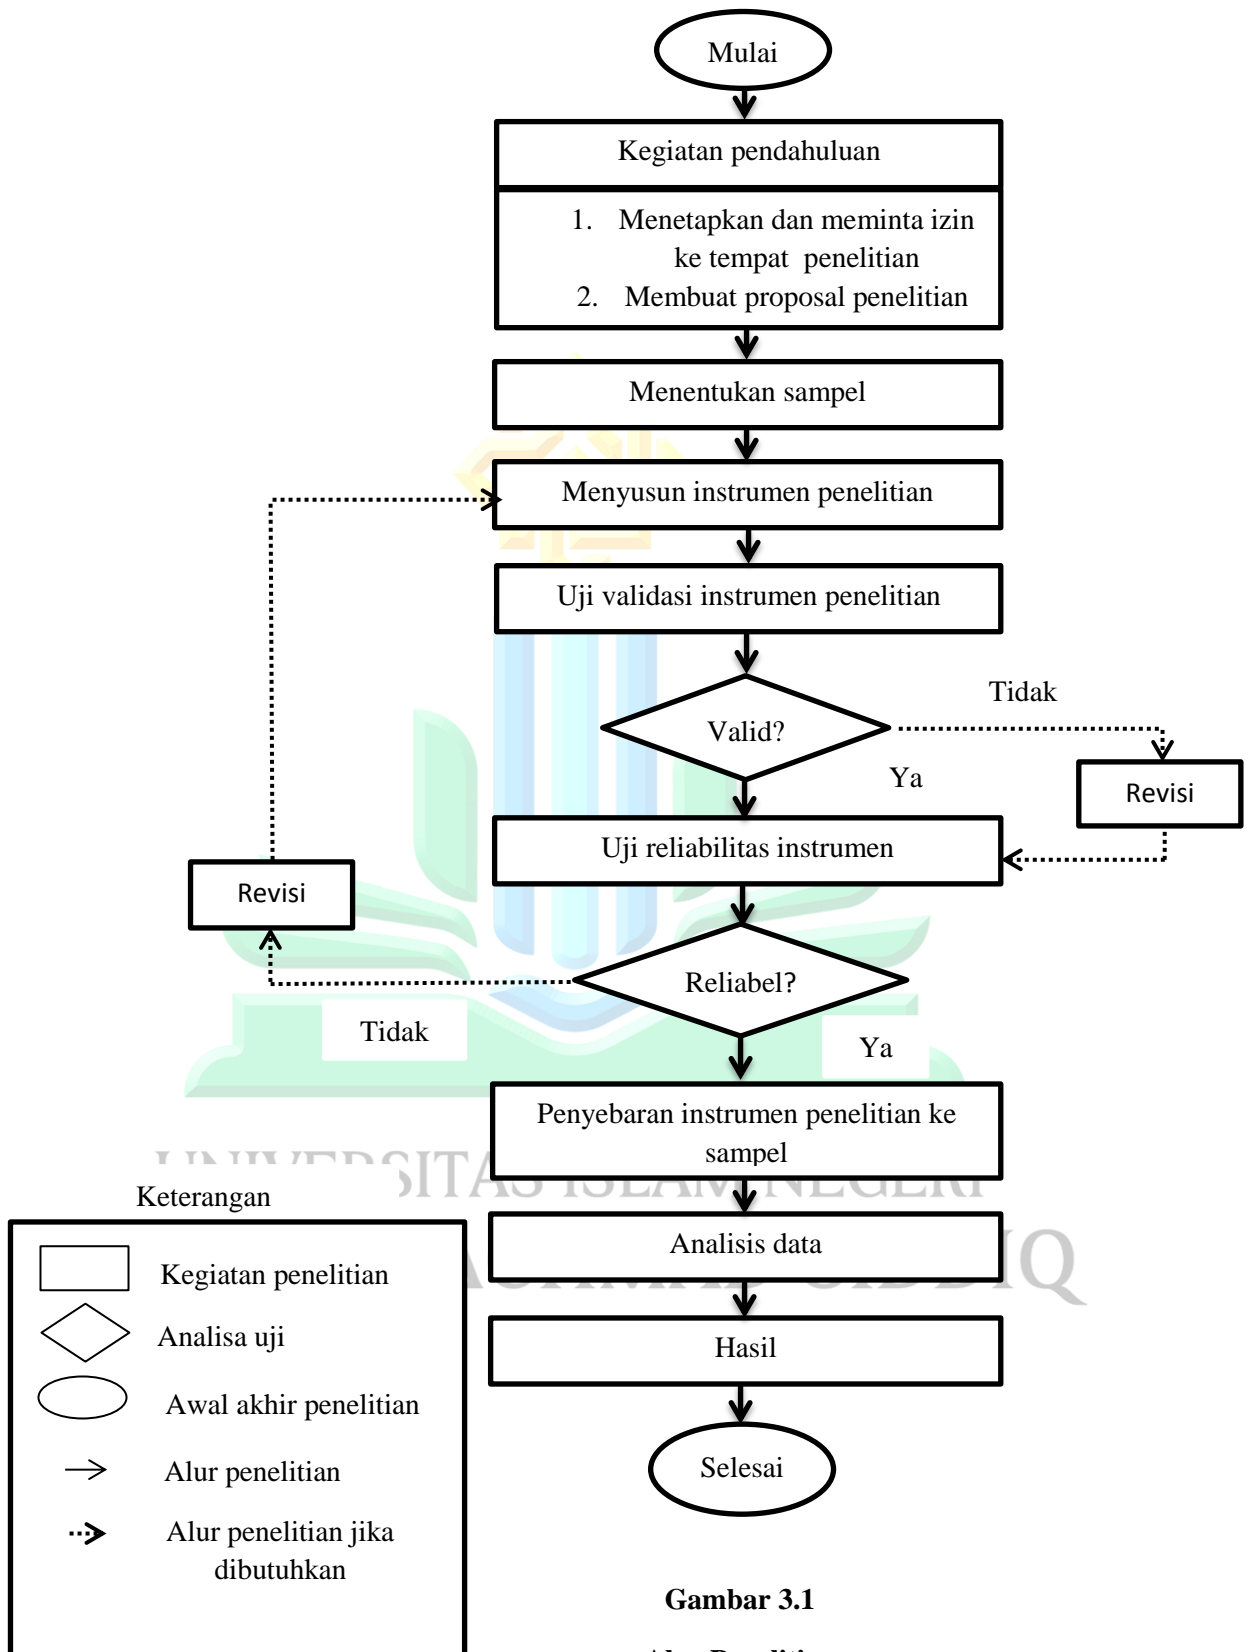 Mulai
Kegiatan pendahuluan
1. Menetapkan dan meminta izin
ke tempat penelitian
2. Membuat proposal penelitian
Menentukan sampel
Menyusun instrumen penelitian
Uji validasi instrumen penelitian
Tidak
Valid?
Ya
Revisi
Uji reliabilitas instrumen
Revisi
Reliabel?
Tidak
Ya
Penyebaran instrumen penelitian ke
sampel
UNIVERSITAS ISLAM NEGERI
Keterangan
Analisis data
Kegiatan penelitian
Analisa uji
Hasil
Awal akhir penelitian
Selesai
Alur penelitian
Alur penelitian jika
dibutuhkan
Gambar 3.1